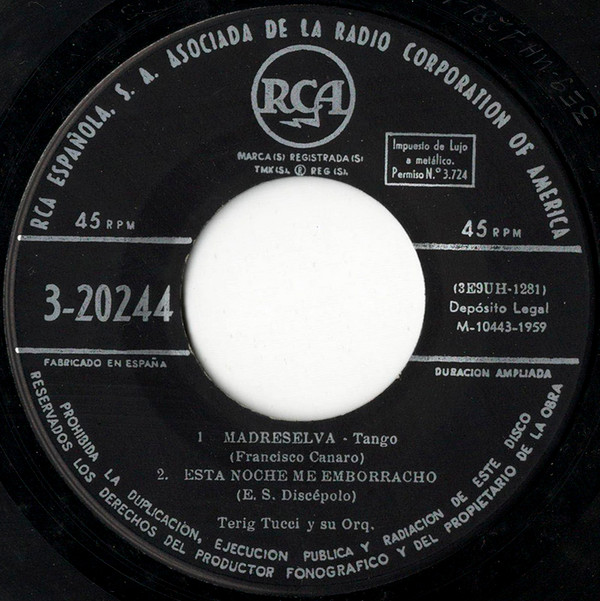 RCA ESPAÑOLA, S. A. ASOCIADA DE LA RADIO CORPORATION OF AMERICA
RCA
MARCA(S) REGISTRADA(S)
TMK(S). ® REG (S).
Impuesto de Lujo
a metálico.
Permiso N.º 3.724
45 RPM
45 RPM
3-20244
(3E9UH-1281)
Depósito Legal
M-10443-1959
FABRICADO EN ESPAÑA
DURACION AMPLIADA
1 MADRESELVA - Tango
(Francisco Canaro)
2. ESTA NOCHE ME EMBORRACHO
(E. S. Discépolo)
Terig Tucci y su Orq.
PROHIBIDA LA DUPLICACION, EJECUCION PUBLICA Y RADIACION DE ESTE DISCO
RESERVADOS LOS DERECHOS DEL PRODUCTOR FONOGRAFICO Y DEL PROPIETARIO DE LA OBRA